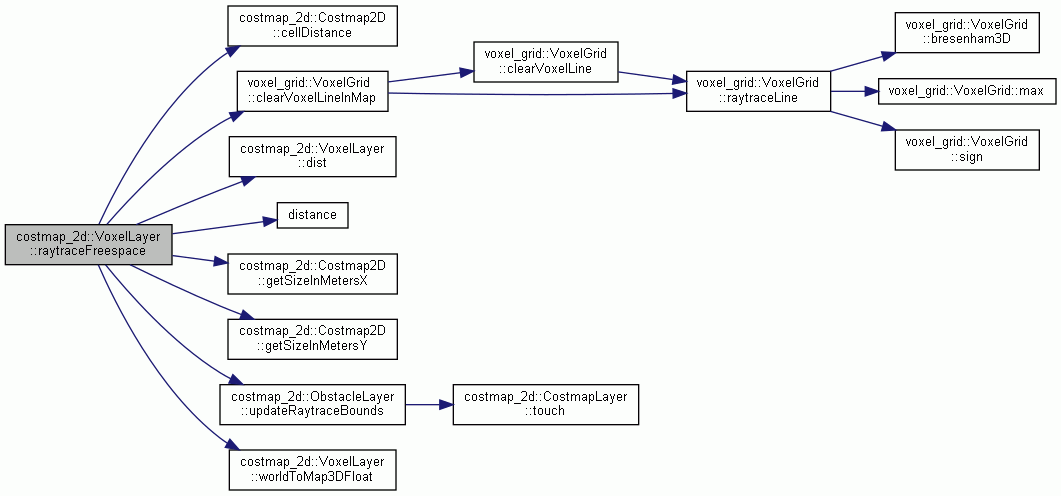 costmap_2d::VoxelLayer
::raytraceFreespace
costmap_2d::Costmap2D
::cellDistance
voxel_grid::VoxelGrid
::clearVoxelLineInMap
costmap_2d::VoxelLayer
::dist
distance
costmap_2d::Costmap2D
::getSizeInMetersX
costmap_2d::Costmap2D
::getSizeInMetersY
costmap_2d::ObstacleLayer
::updateRaytraceBounds
costmap_2d::VoxelLayer
::worldToMap3DFloat
voxel_grid::VoxelGrid
::clearVoxelLine
costmap_2d::CostmapLayer
::touch
voxel_grid::VoxelGrid
::raytraceLine
voxel_grid::VoxelGrid
::bresenham3D
voxel_grid::VoxelGrid::max
voxel_grid::VoxelGrid
::sign